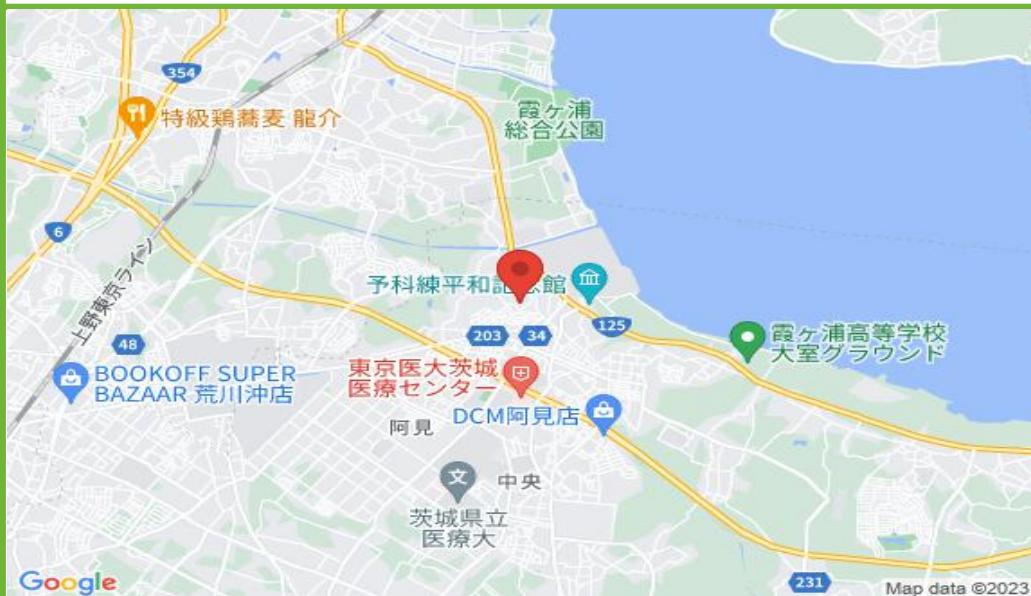 354
特級鶏蕎麦 龍介
霞ヶ浦
総合公園
6
上野東京ライン
予科練平和記念館
203
34
125
48
霞ヶ浦高等学校
大室グラウンド
BOOKOFF SUPER
BAZAAR 荒川沖店
東京医大茨城
医療センター
DCM阿見店
阿見
中央
茨城県立
医療大
Google
231
Map data ©2023